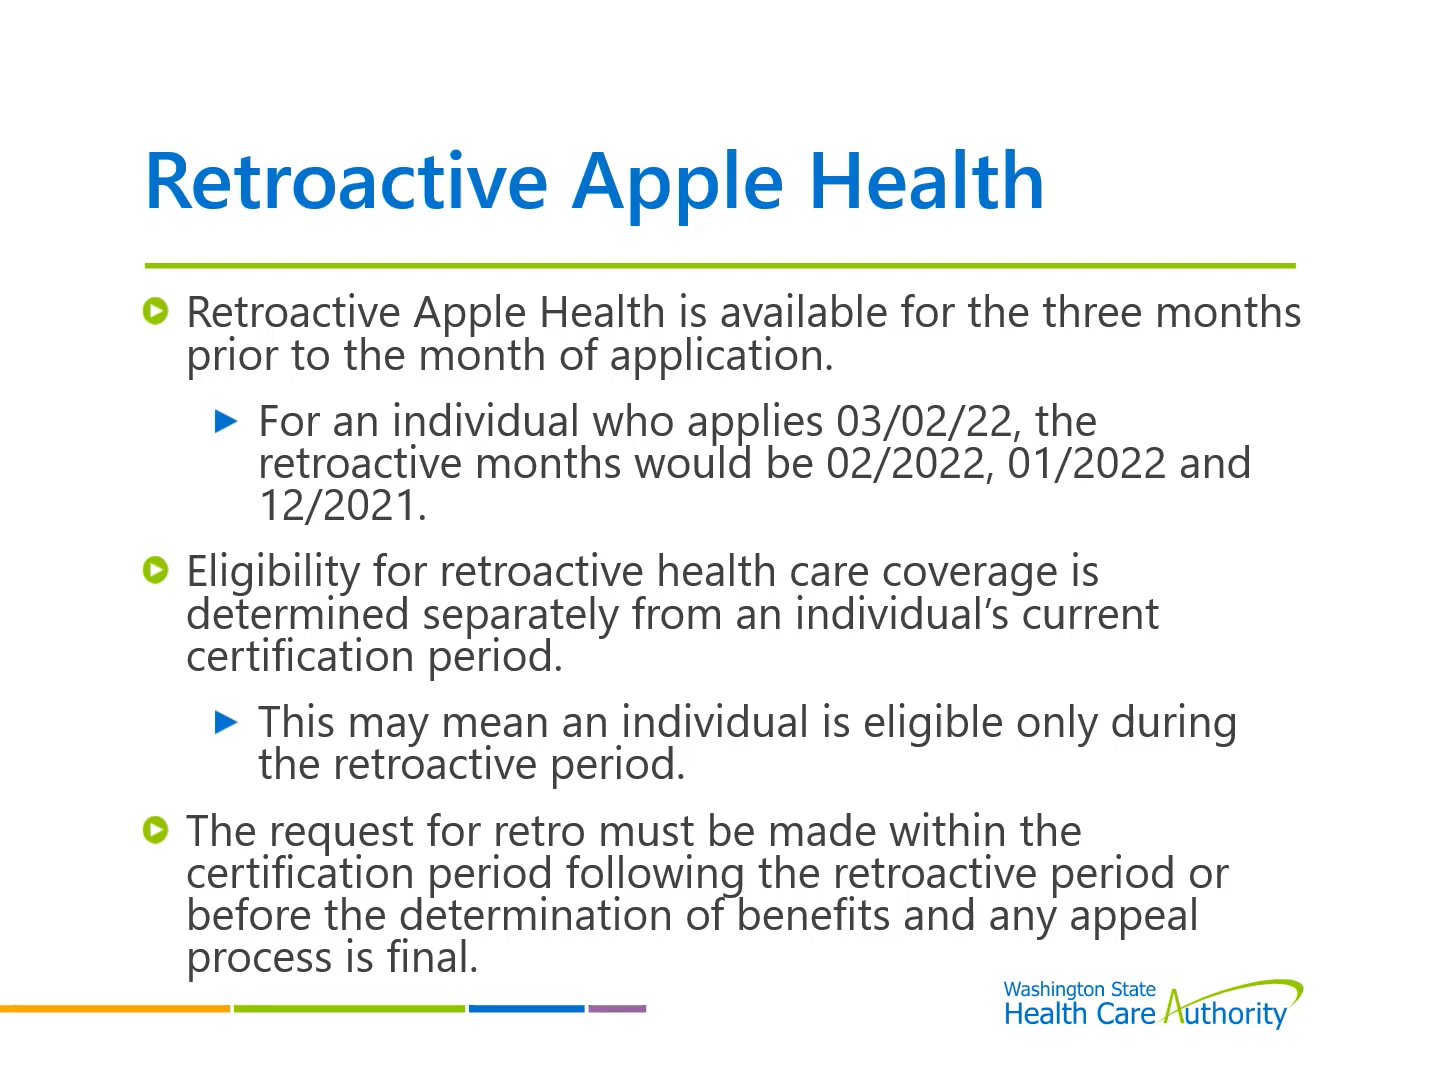 Retroactive Apple Health
Retroactive Apple Health is available for the three months
prior to the month of application.
For an individual who applies 03/02/22, the
retroactive months would be 02/2022, 01/2022 and
12/2021.
Eligibility for retroactive health care coverage is
determined separately from an individual’s current
certification period.
This may mean an individual is eligible only during
the retroactive period.
The request for retro must be made within the
certification period following the retroactive period or
before the determination of benefits and any appeal
process is final.
Washington State
Health Care Authority